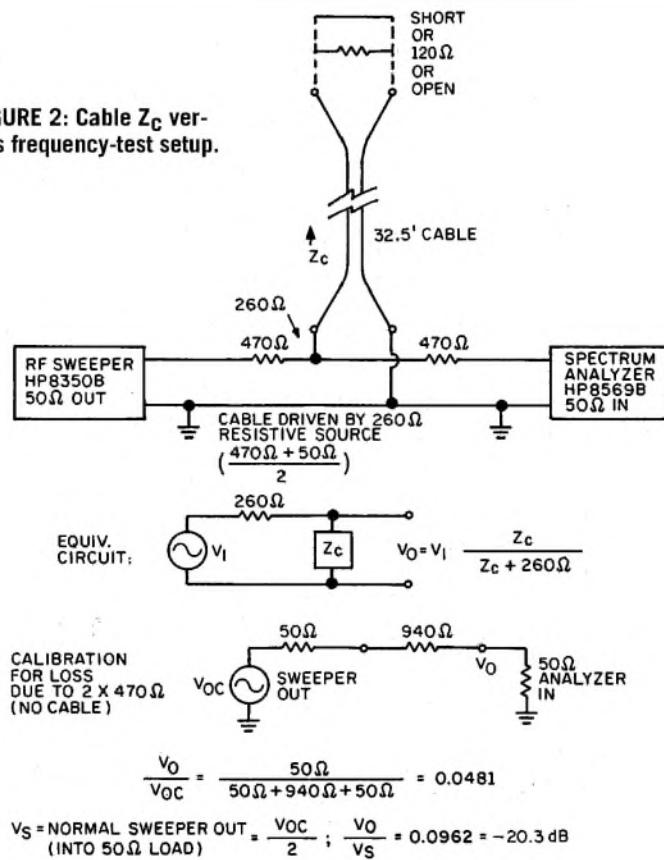 SHORT
OR
120Ω
OR
OPEN
GURE 2: Cable ZC ver-
s frequency-test setup.
ZC
32.5' CABLE
260Ω
470Ω
470Ω
RF SWEEPER
HP8350B
50Ω OUT
SPECTRUM
ANALYZER
HP8569B
50Ω IN
CABLE DRIVEN BY 260Ω
RESISTIVE SOURCE
(470Ω + 50Ω / 2)
EQUIV.
CIRCUIT:
260Ω
VI
ZC
VO = VI ZC / ZC + 260Ω
CALIBRATION
FOR LOSS
DUE TO 2 X 470Ω
(NO CABLE)
VOC
50Ω
SWEEPER
OUT
940Ω
VO
50Ω
ANALYZER
IN
VO / VOC = 50Ω / 50Ω + 940Ω + 50Ω = 0.0481
VS = NORMAL SWEEPER OUT (INTO 50Ω LOAD) = VOC / 2 ; VO / VS = 0.0962 = −20.3 dB